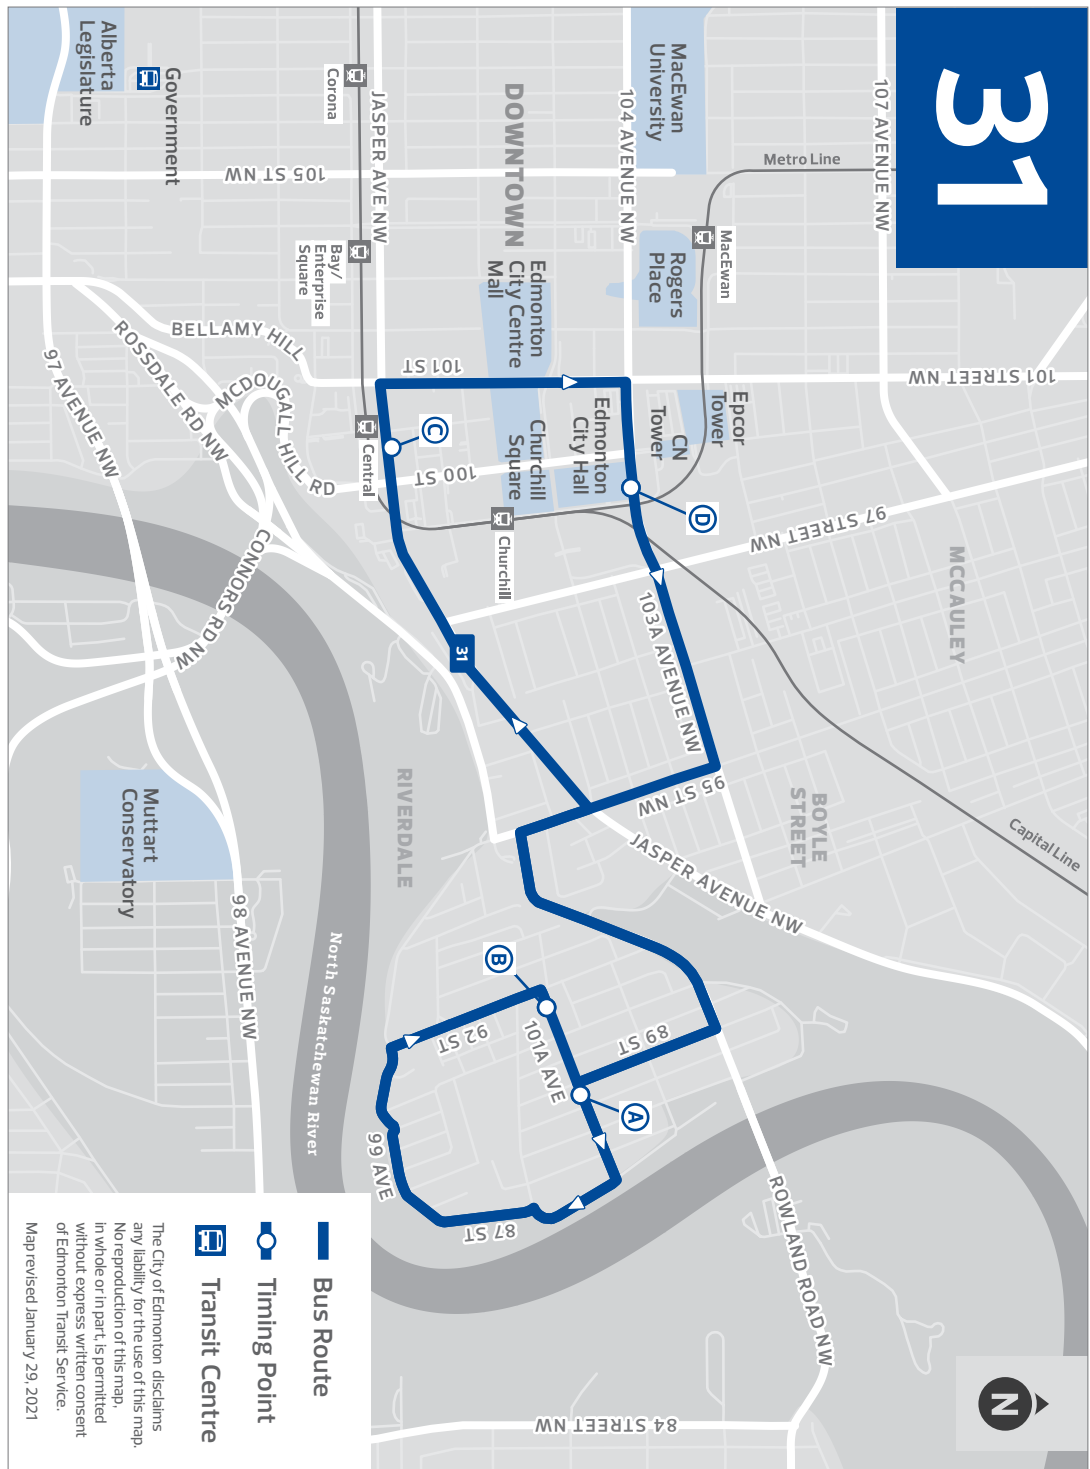 31
107 AVENUE NW
Metro Line
MacEwan
University
104 AVENUE NW
DOWNTOWN
Corona
JASPER AVE NW
Government
Alberta
Legislature
105 ST NW
MacEwan
Rogers
Place
Edmonton
City Centre
Mall
Bay/
Enterprise
Square
BELLAMY HILL
ROSSDALE RD NW
MCDOUGALL HILL RD
97 AVENUE NW
101 ST
101 STREET NW
Epcor
Tower
CN
Tower
Edmonton
City Hall
Churchill
Square
C
Central
100 ST
D
Churchill
97 STREET NW
MCCAULEY
CONNORS RD NW
31
103A AVENUE NW
95 ST NW
BOYLE
STREET
Capital Line
JASPER AVENUE NW
RIVERDALE
Muttart
Conservatory
98 AVENUE NW
North Saskatchewan River
B
92 ST
101A AVE
89 ST
A
99 AVE
87 ST
ROWLAND ROAD NW
84 STREET NW
N
Bus Route
Timing Point
Transit Centre
The City of Edmonton disclaims
any liability for the use of this map.
No reproduction of this map,
in whole or in part, is permitted
without express written consent
of Edmonton Transit Service.
Map revised January 29, 2021